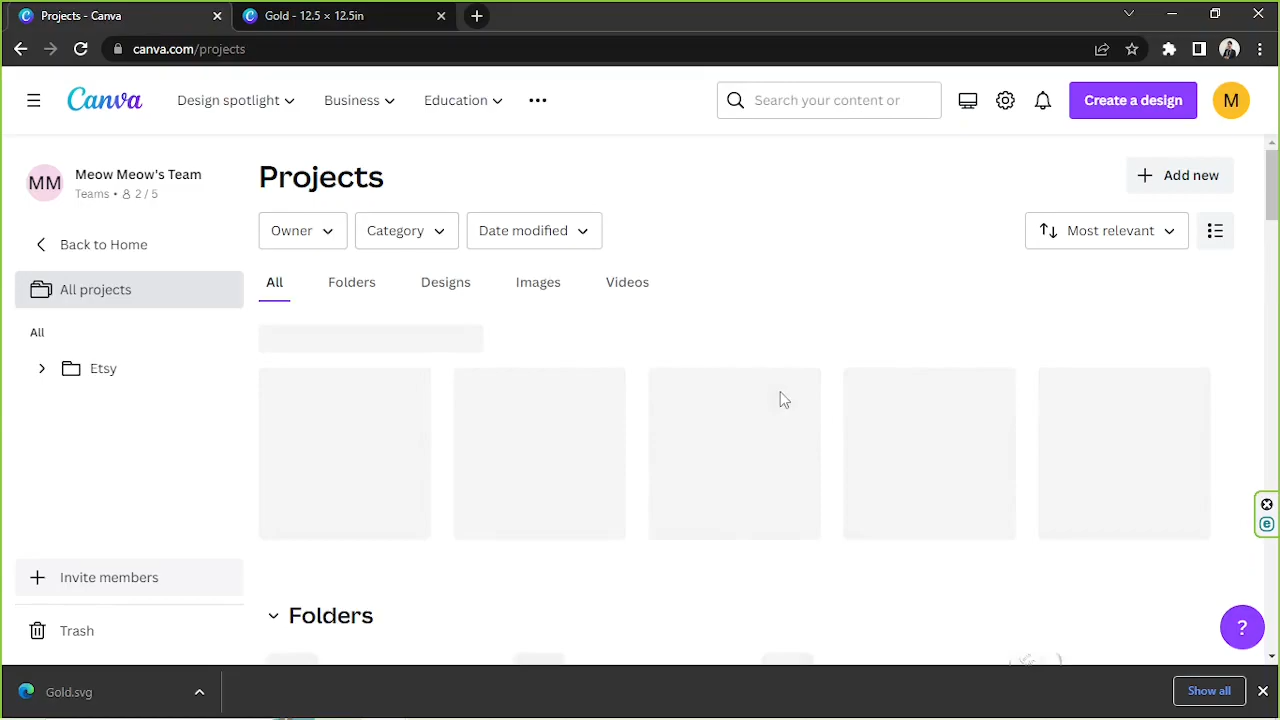 Projects - Canva
Gold - 12.5 × 12.5in
canva.com/projects
Canva
Design spotlight
Business
Education
Search your content or
Create a design
M
MM
Meow Meow's Team
Teams • 2 / 5
Back to Home
All projects
All
Etsy
Invite members
Trash
Projects
Add new
Owner
Category
Date modified
Most relevant
All
Folders
Designs
Images
Videos
Folders
?
Gold.svg
Show all